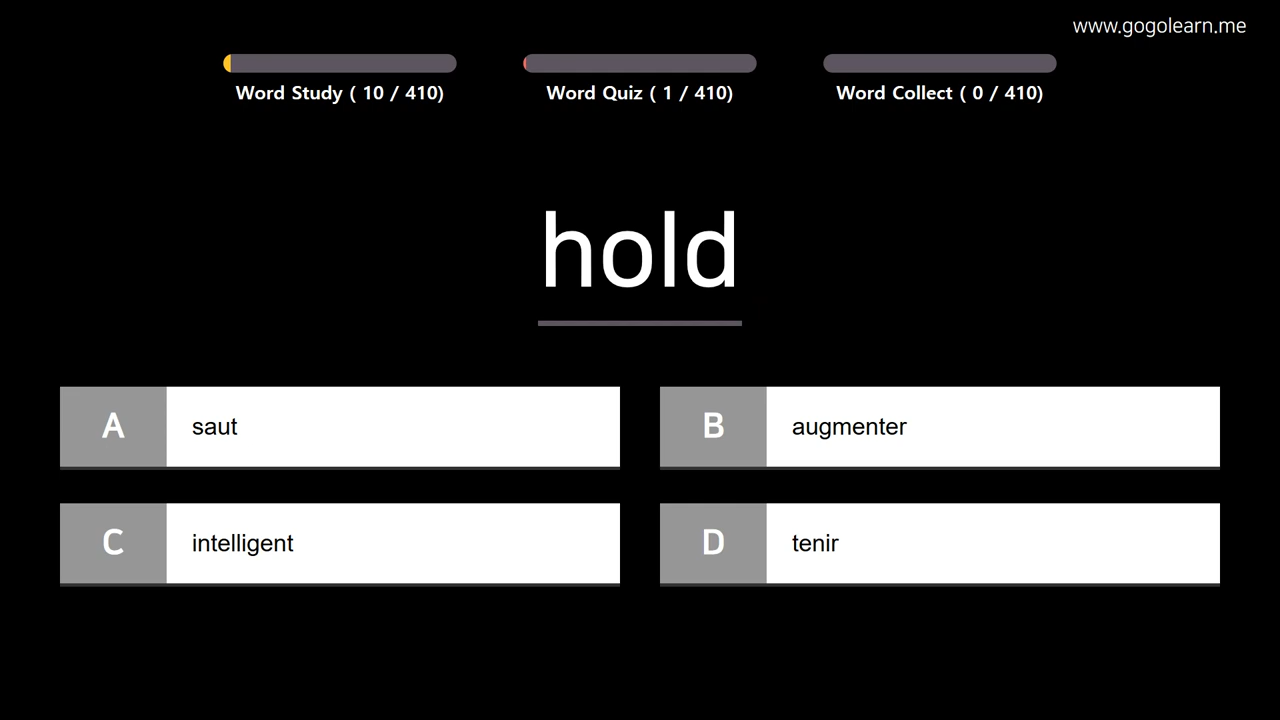 www.gogolearn.me
Word Study ( 10 / 410)
Word Quiz ( 1 / 410)
Word Collect ( 0 / 410)
hold
A saut
B augmenter
C intelligent
D tenir